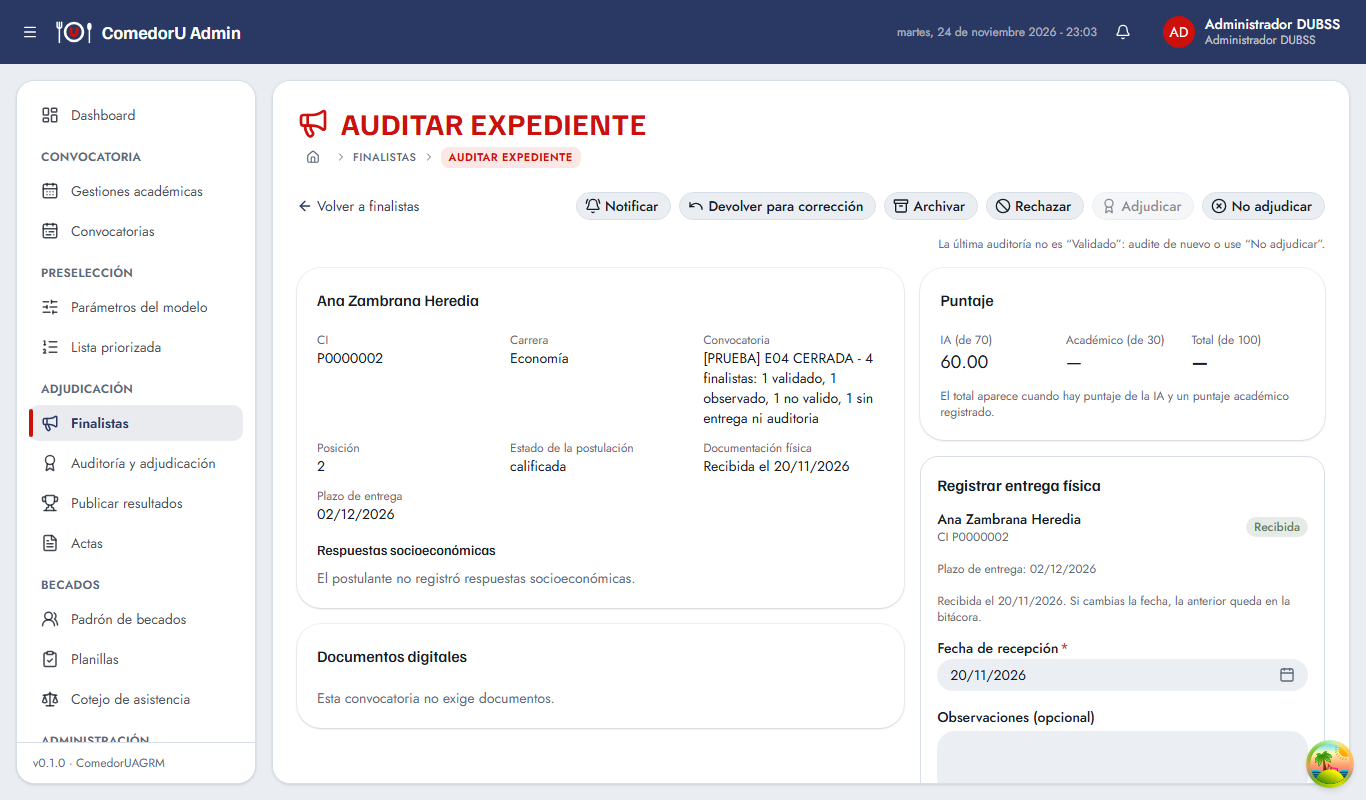 ComedorU Admin
martes, 24 de noviembre 2026 - 23:03
AD
Administrador DUBSS
Administrador DUBSS
Dashboard
CONVOCATORIA
Gestiones académicas
Convocatorias
PRESELECCIÓN
Parámetros del modelo
Lista priorizada
ADJUDICACIÓN
Finalistas
Auditoría y adjudicación
Publicar resultados
Actas
BECADOS
Padrón de becados
Planillas
Cotejo de asistencia
ADMINISTRACIÓN
v0.1.0 · ComedorUAGRM
AUDITAR EXPEDIENTE
FINALISTAS
AUDITAR EXPEDIENTE
Volver a finalistas
Notificar
Devolver para corrección
Archivar
Rechazar
Adjudicar
No adjudicar
La última auditoría no es “Validado”: audite de nuevo o use “No adjudicar”.
Ana Zambrana Heredia
CI
P0000002
Carrera
Economía
Convocatoria
[PRUEBA] E04 CERRADA - 4
finalistas: 1 validado, 1
observado, 1 no valido, 1 sin
entrega ni auditoria
Posición
2
Estado de la postulación
calificada
Documentación física
Recibida el 20/11/2026
Plazo de entrega
02/12/2026
Respuestas socioeconómicas
El postulante no registró respuestas socioeconómicas.
Documentos digitales
Esta convocatoria no exige documentos.
Puntaje
IA (de 70)
60.00
Académico (de 30)
—
Total (de 100)
—
El total aparece cuando hay puntaje de la IA y un puntaje académico
registrado.
Registrar entrega física
Ana Zambrana Heredia
CI P0000002
Recibida
Plazo de entrega: 02/12/2026
Recibida el 20/11/2026. Si cambias la fecha, la anterior queda en la
bitácora.
Fecha de recepción *
20/11/2026
Observaciones (opcional)